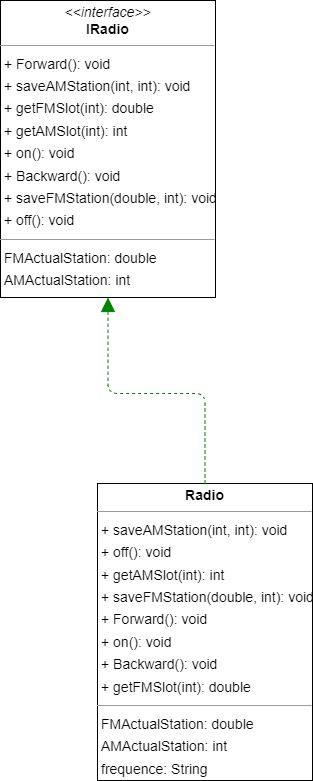 <<interface>>
IRadio
+ Forward(): void
+ saveAMStation(int, int): void
+ getFMSlot(int): double
+ getAMSlot(int): int
+ on(): void
+ Backward(): void
+ saveFMStation(double, int): void
+ off(): void
FMActualStation: double
AMActualStation: int
Radio
+ saveAMStation(int, int): void
+ off(): void
+ getAMSlot(int): int
+ saveFMStation(double, int): void
+ Forward(): void
+ on(): void
+ Backward(): void
+ getFMSlot(int): double
FMActualStation: double
AMActualStation: int
frequence: String